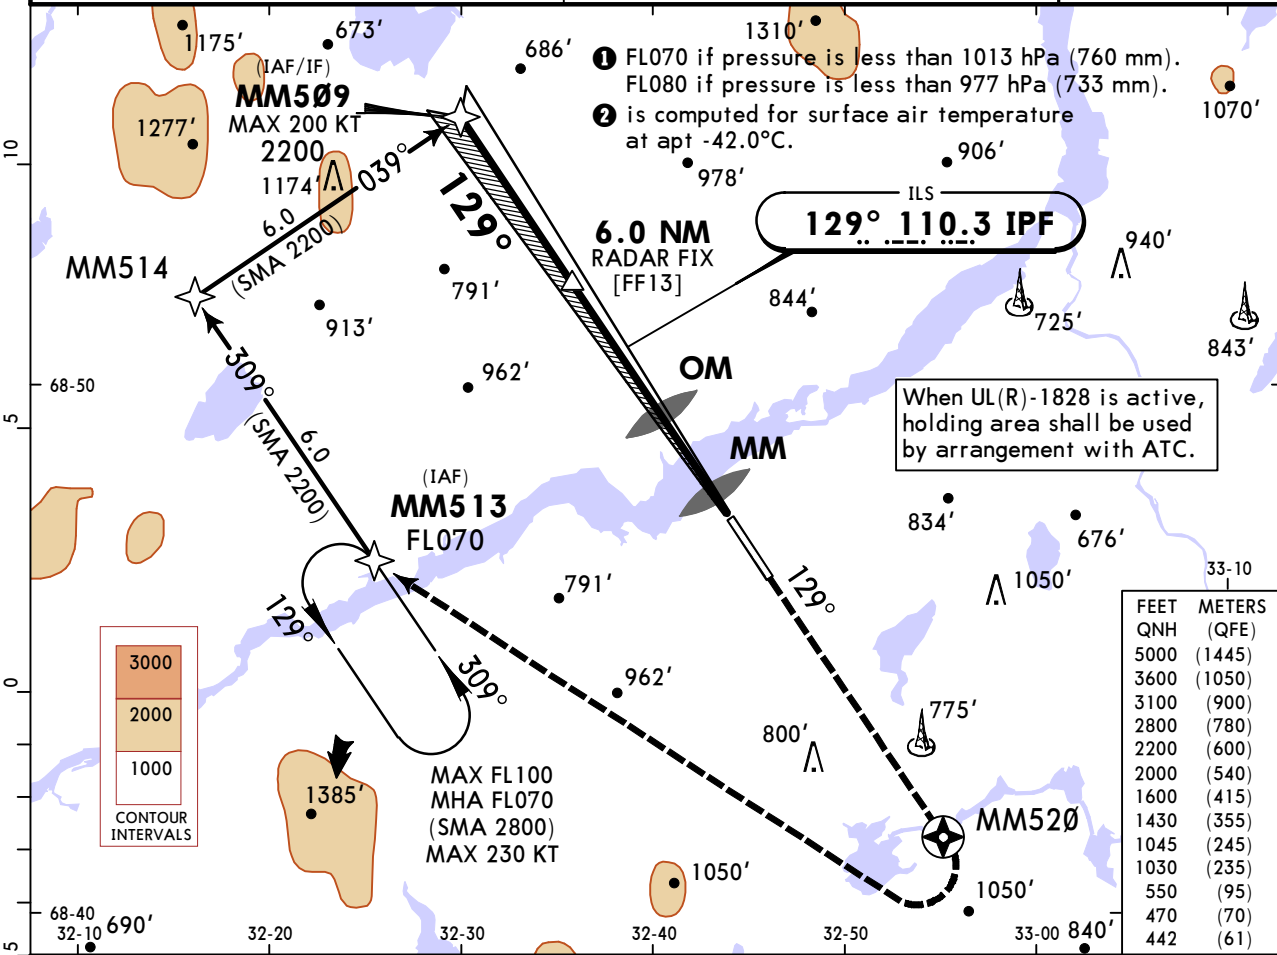 1175'
673'
686'
1310'
(IAF/IF)
MM5Ø9
MAX 200 KT
2200
1277'
1174'
❶ FL070 if pressure is less than 1013 hPa (760 mm).
FL080 if pressure is less than 977 hPa (733 mm).
❷ is computed for surface air temperature
at apt -42.0°C.
1070'
10
039°
6.0
(SMA 2200)
129°
978'
906'
ILS
129° 110.3 IPF
6.0 NM
RADAR FIX
[FF13]
940'
MM514
791'
913'
844'
725'
843'
309°
6.0
(SMA 2200)
962'
OM
MM
68-50
5
When UL(R)-1828 is active,
holding area shall be used
by arrangement with ATC.
(IAF)
MM513
FL070
834'
676'
129°
309°
791'
129°
1050'
33-10
FEET METERS
QNH (QFE)
5000 (1445)
3600 (1050)
3100 (900)
2800 (780)
2200 (600)
2000 (540)
1600 (415)
1430 (355)
1045 (245)
1030 (235)
550 (95)
470 (70)
442 (61)
0
3000
2000
1000
CONTOUR
INTERVALS
962'
800'
775'
1385'
MAX FL100
MHA FL070
(SMA 2800)
MAX 230 KT
MM52Ø
1050'
1050'
68-40
690'
840'
5
32-10
32-20
32-30
32-40
32-50
33-00